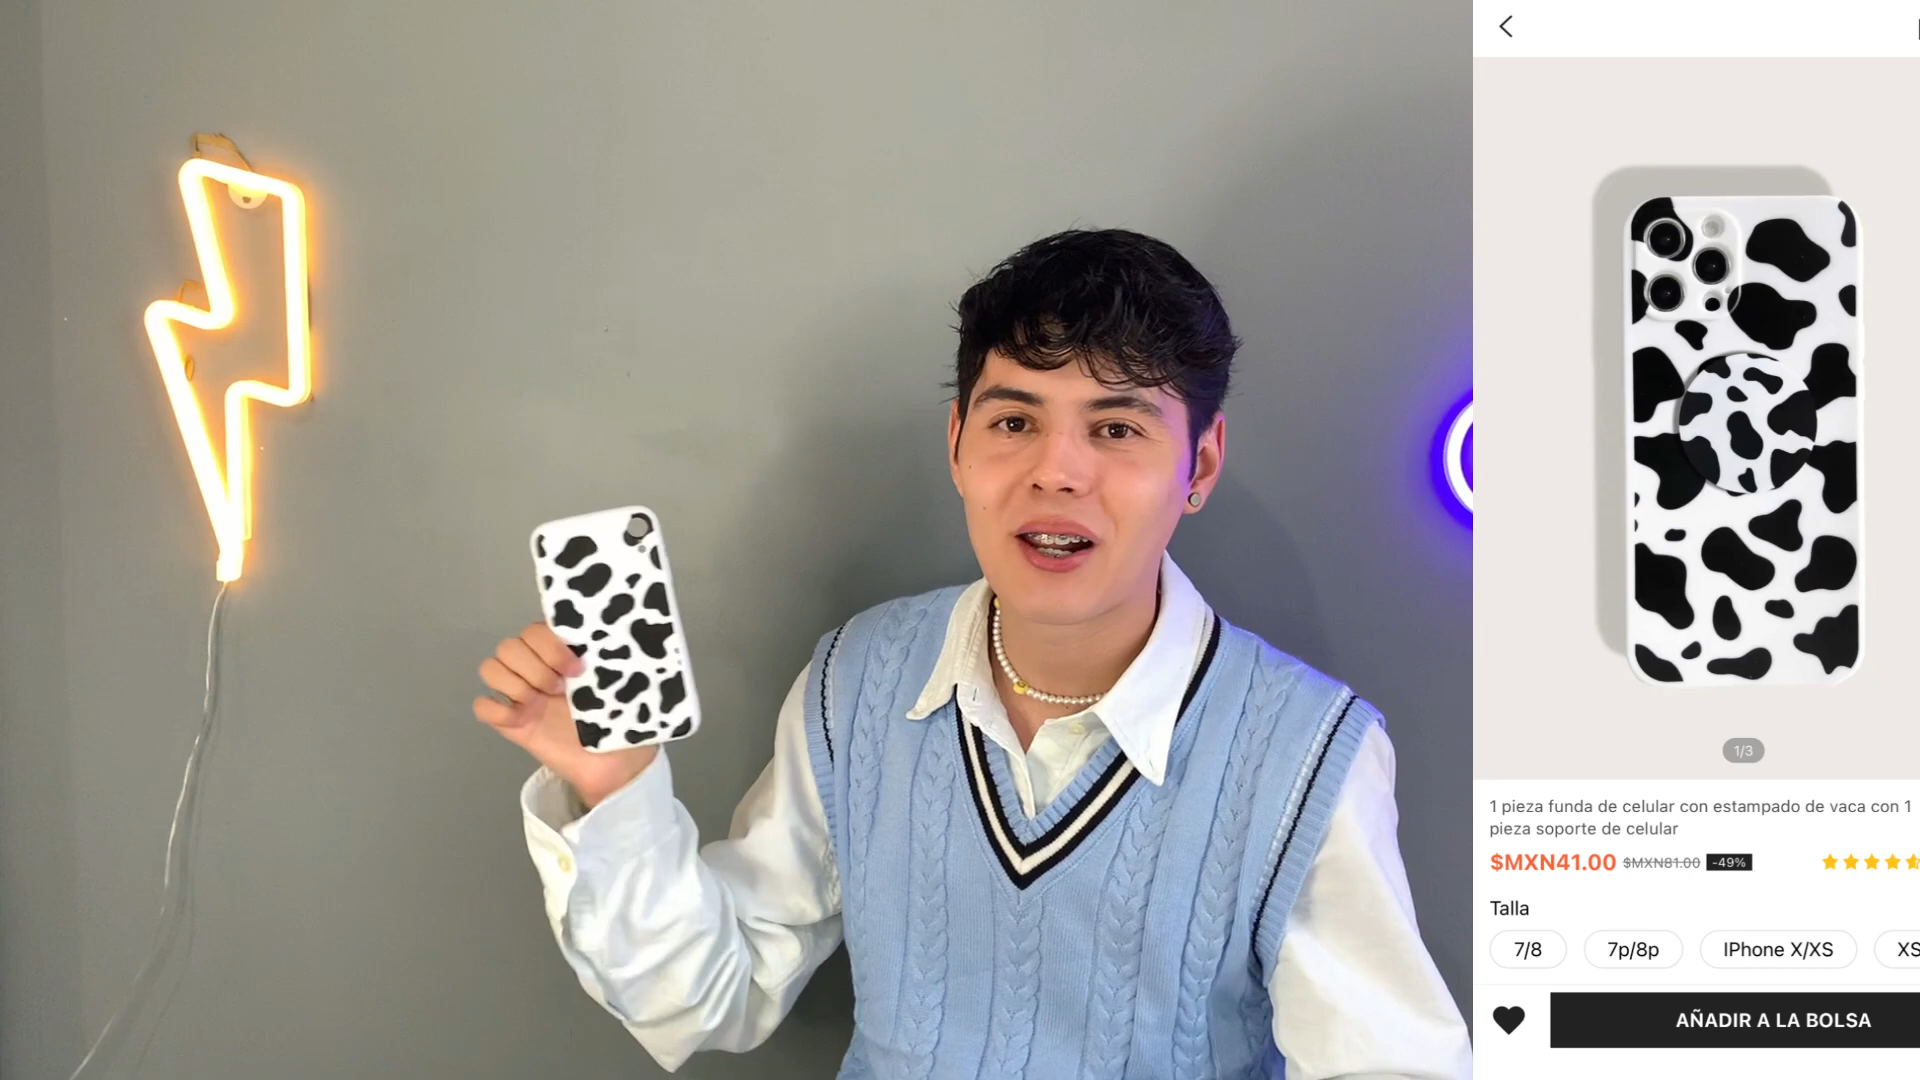 1/3
1 pieza funda de celular con estampado de vaca con 1
pieza soporte de celular
$MXN41.00 $MXN81.00 -49%
Talla
7/8 7p/8p IPhone X/XS XS
AÑADIR A LA BOLSA